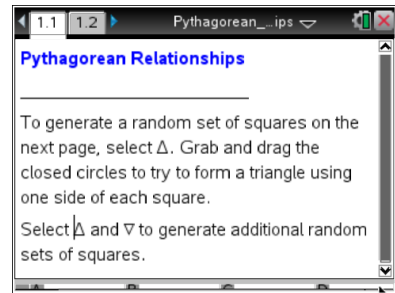 1.1 1.2 Pythagorean_…ips
Pythagorean Relationships
To generate a random set of squares on the
next page, select Δ. Grab and drag the
closed circles to try to form a triangle using
one side of each square.
Select Δ and ∇ to generate additional random
sets of squares.